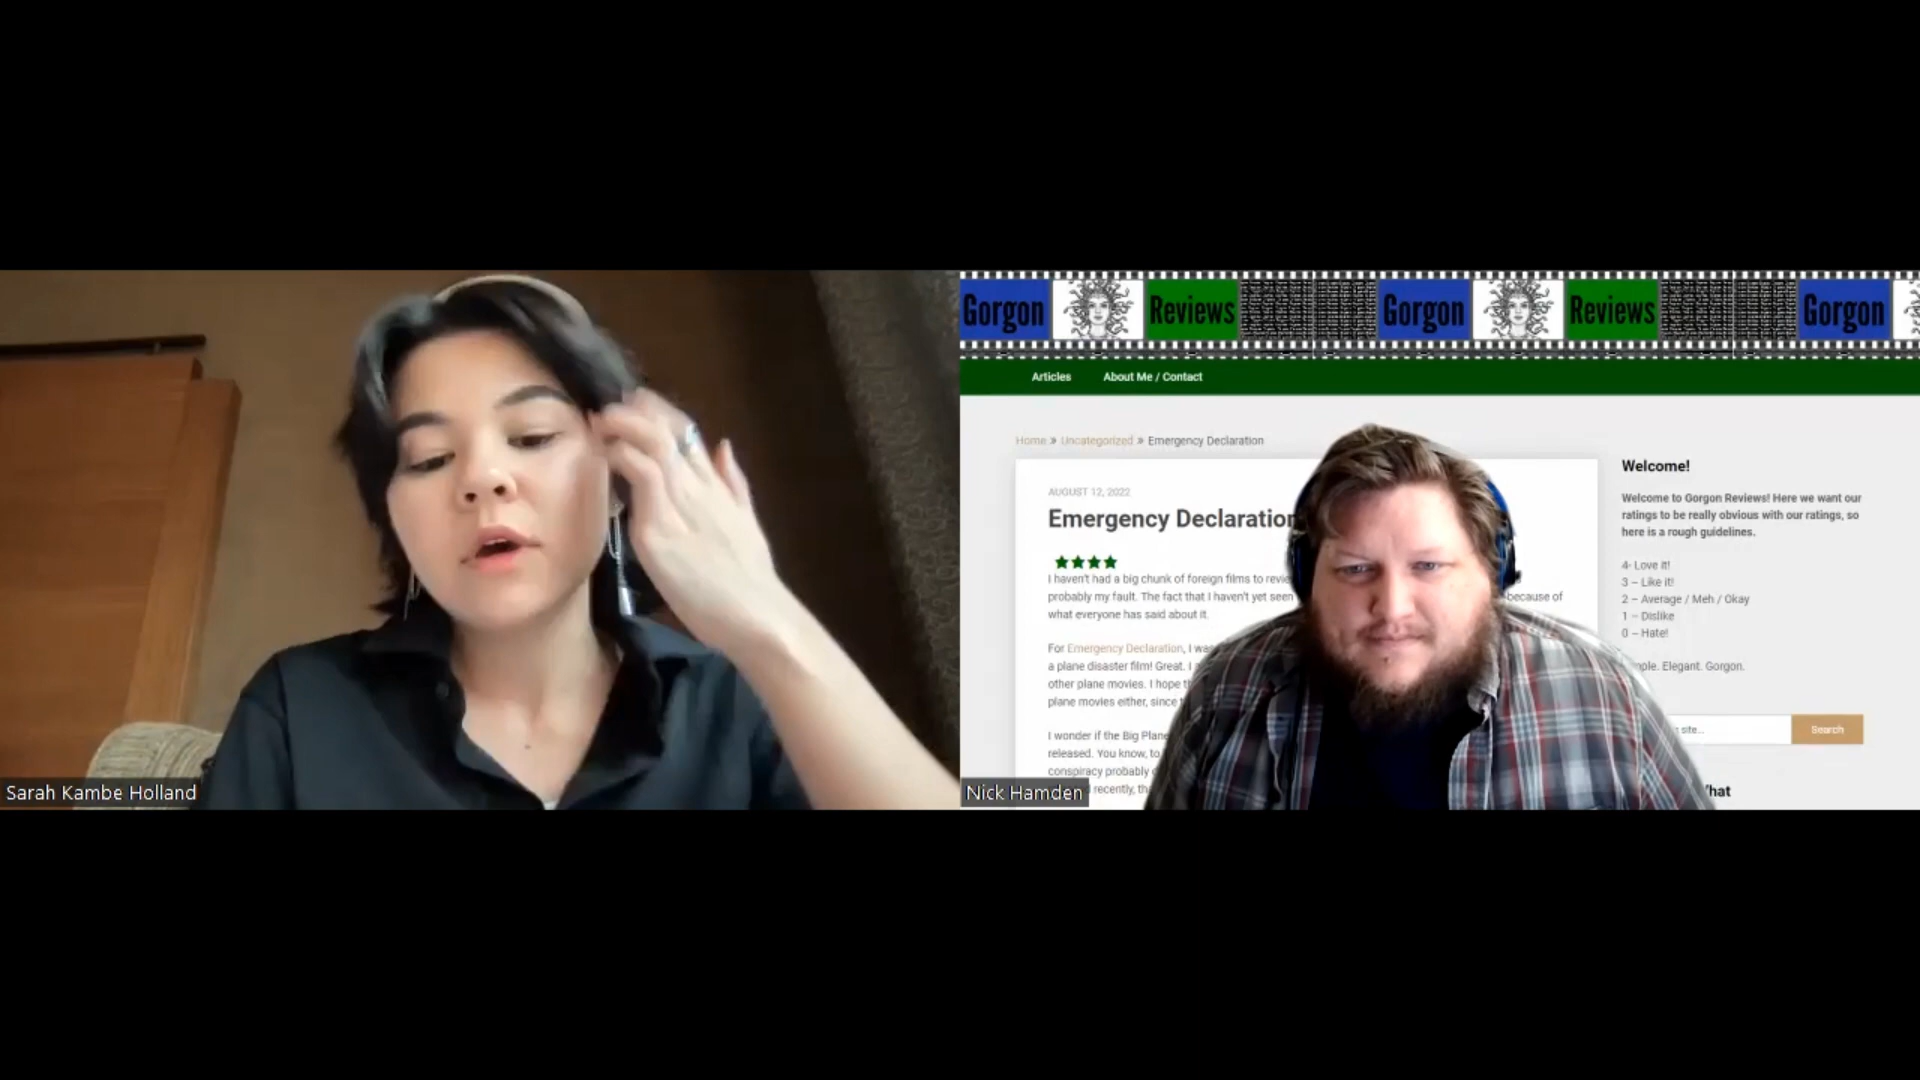 Gorgon Reviews Gorgon Reviews Gorgon
Articles About Me / Contact
Home » Uncategorized » Emergency Declaration
AUGUST 12, 2022
Emergency Declaration
I haven't had a big chunk of foreign films to
probably my fault. The fact that I haven't yet seen because of
what everyone has said about it.
For Emergency Declaration, I
a plane disaster film! Great. I
other plane movies. I hope
plane movies either, since
I wonder if the Big Plane
released. You know, to
conspiracy probably
recently,
Welcome!
Welcome to Gorgon Reviews! Here we want our
ratings to be really obvious with our ratings, so
here is a rough guidelines.
4- Love it!
3 – Like it!
2 – Average / Meh / Okay
1 – Dislike
0 – Hate!
Elegant. Gorgon.
site... Search
Sarah Kambe Holland
Nick Hamden